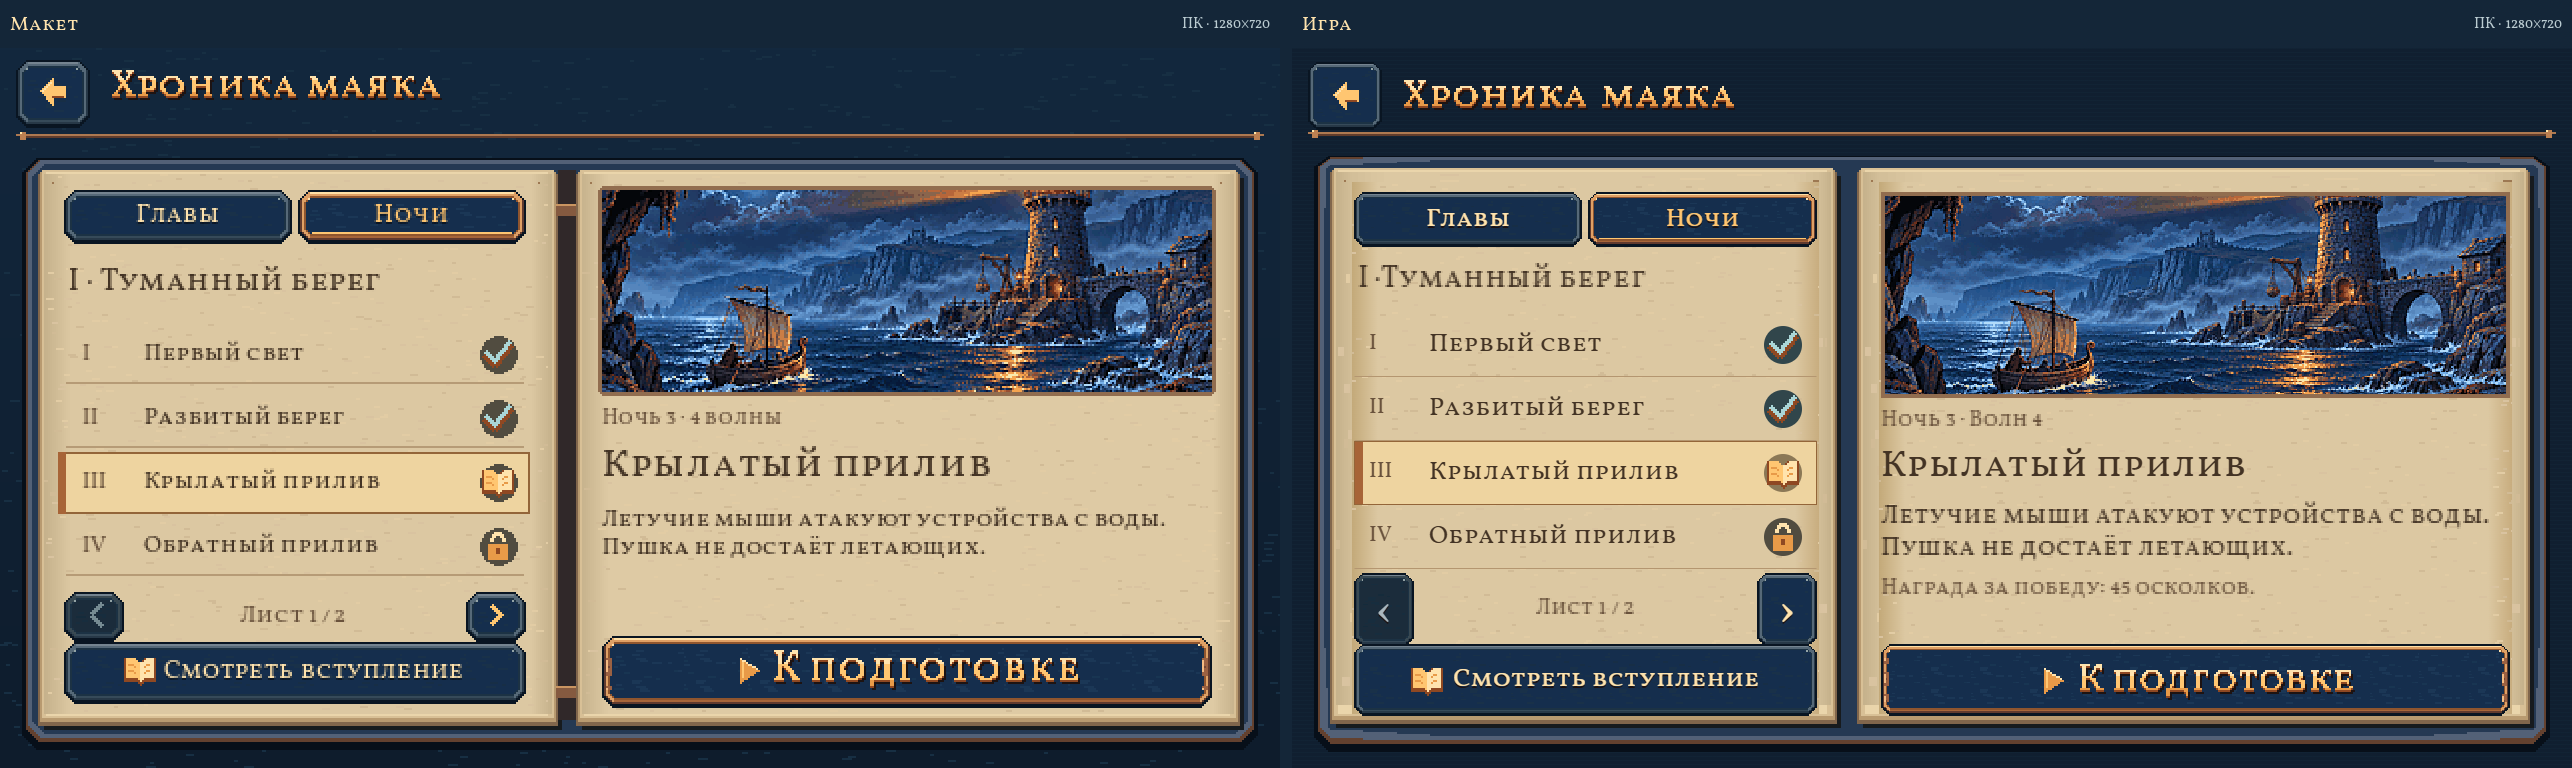 Макет
ПК · 1280×720
Хроника маяка
Главы
Ночи
I · Туманный берег
I Первый свет
II Разбитый берег
III Крылатый прилив
IV Обратный прилив
Лист 1 / 2
Смотреть вступление
Ночь 3 · 4 волны
Крылатый прилив
Летучие мыши атакуют устройства с воды.
Пушка не достаёт летающих.
К подготовке
Игра
ПК · 1280×720
Хроника маяка
Главы
Ночи
I ·Туманный берег
I Первый свет
II Разбитый берег
III Крылатый прилив
IV Обратный прилив
Лист 1 / 2
Смотреть вступление
Ночь 3 · Волн 4
Крылатый прилив
Летучие мыши атакуют устройства с воды.
Пушка не достаёт летающих.
Награда за победу: 45 осколков.
К подготовке